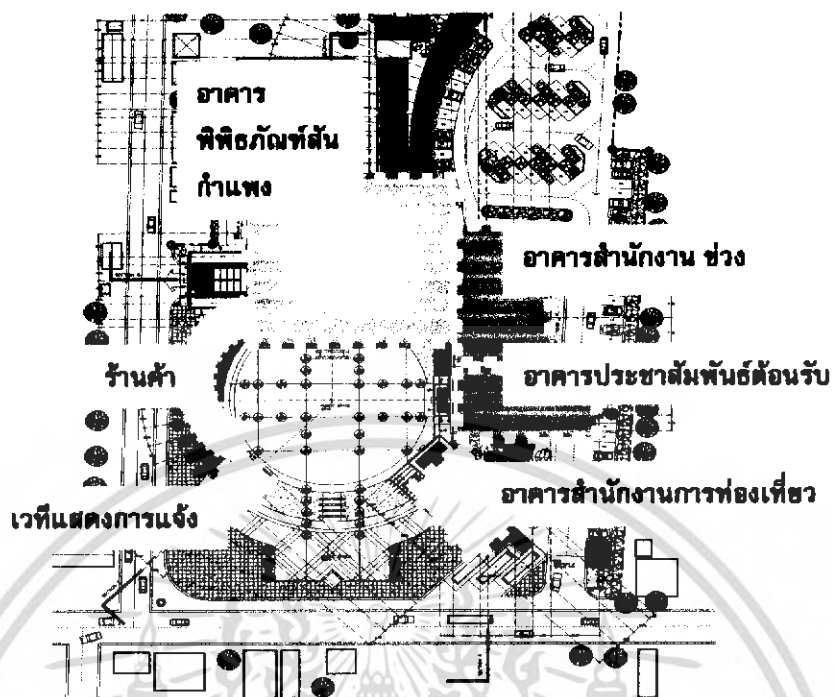 อาคาร
พิพิธภัณฑ์สัน
กำแพง
อาคารสำนักงาน ช่วง
ร้านค้า
อาคารประชาสัมพันธ์ต้อนรับ
อาคารสำนักงานการท่องเที่ยว
เวทีแสดงการแจ้ง